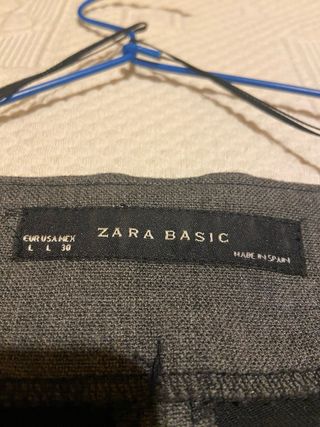 EUR USA MEX
L L 30
ZARA BASIC
MADE IN SPAIN